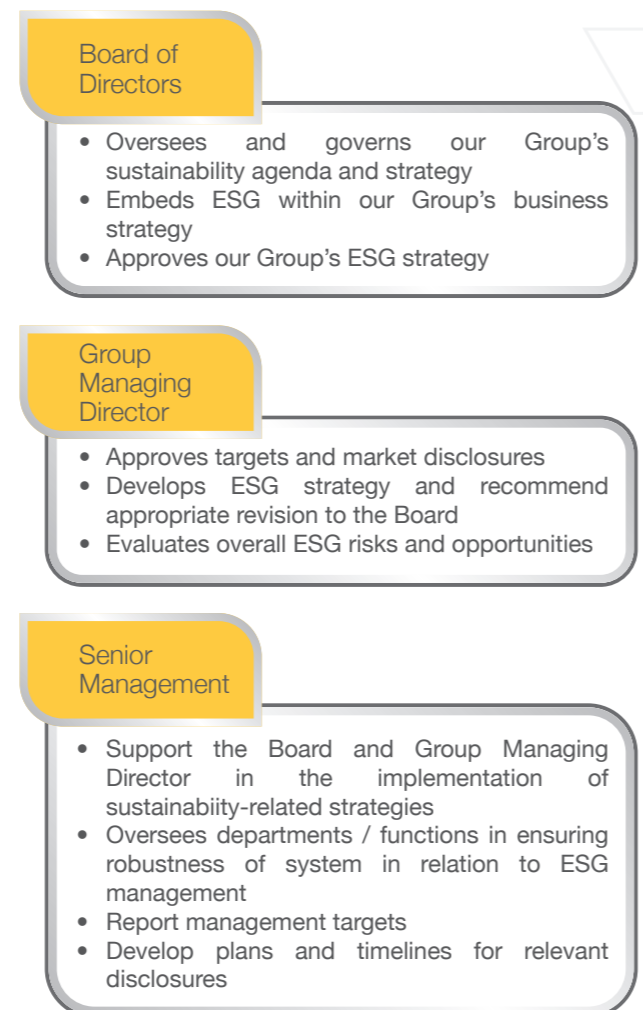 Board of
Directors
• Oversees and governs our Group's
sustainability agenda and strategy
• Embeds ESG within our Group's business
strategy
• Approves our Group's ESG strategy
Group
Managing
Director
• Approves targets and market disclosures
• Develops ESG strategy and recommend
appropriate revision to the Board
• Evaluates overall ESG risks and opportunities
Senior
Management
• Support the Board and Group Managing
Director in the implementation of
sustainabiity-related strategies
• Oversees departments / functions in ensuring
robustness of system in relation to ESG
management
• Report management targets
• Develop plans and timelines for relevant
disclosures